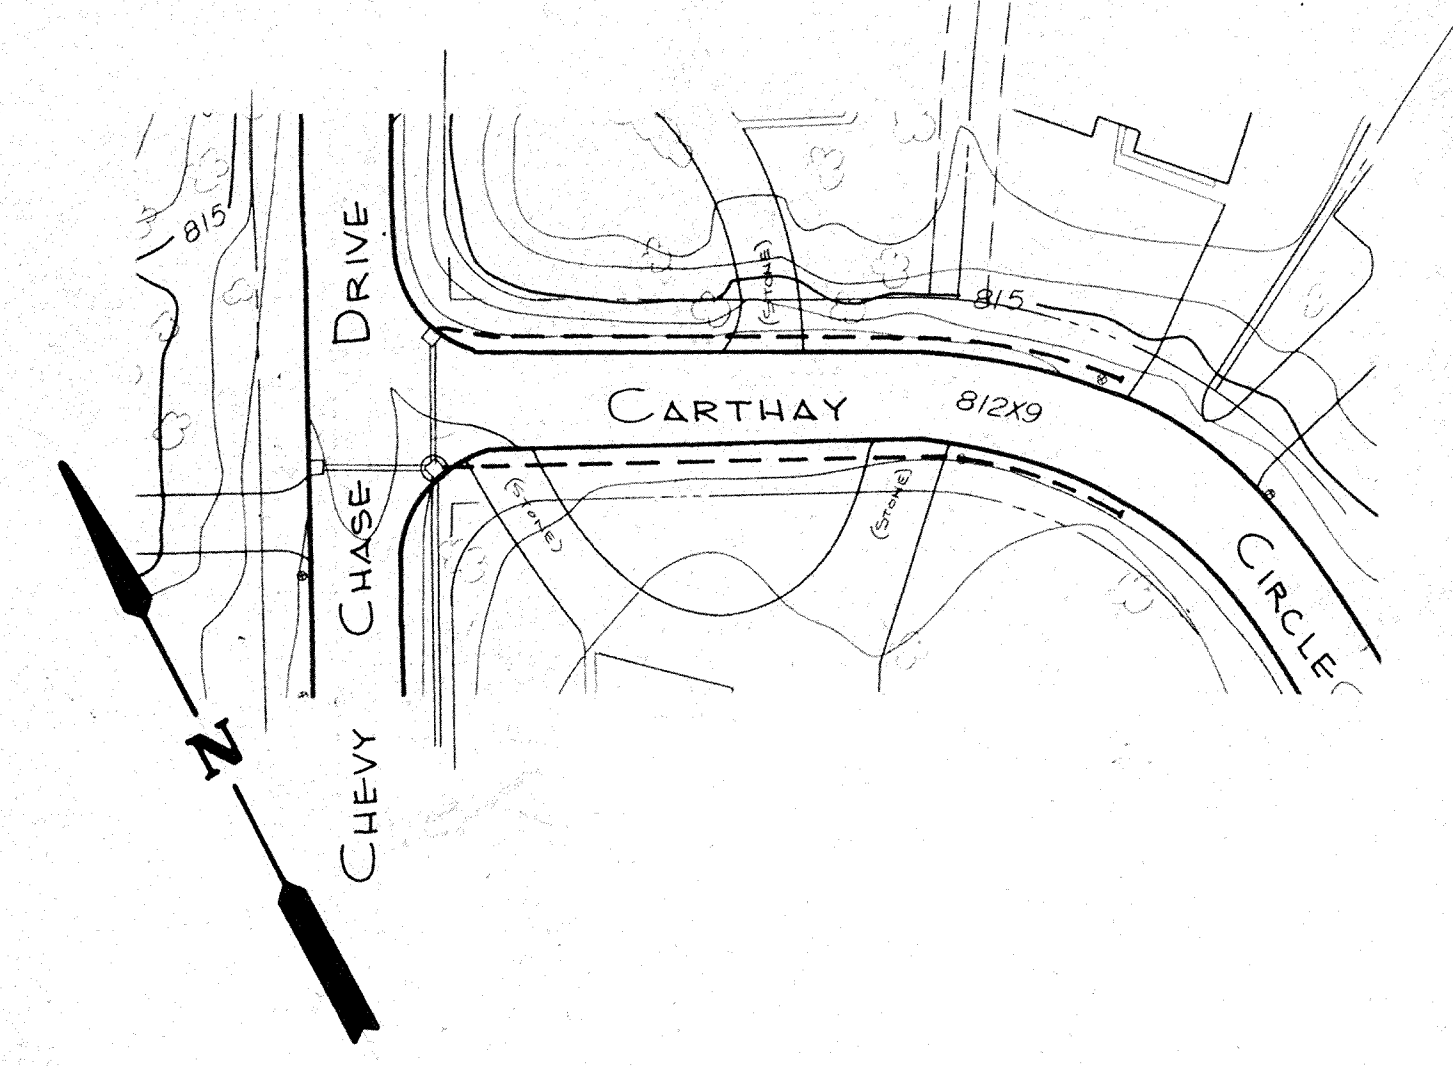 815
DRIVE
(STONE)
815
CARTHAY
812X9
(STONE)
(STONE)
CHASE
CIRCLE
N
CHEVY